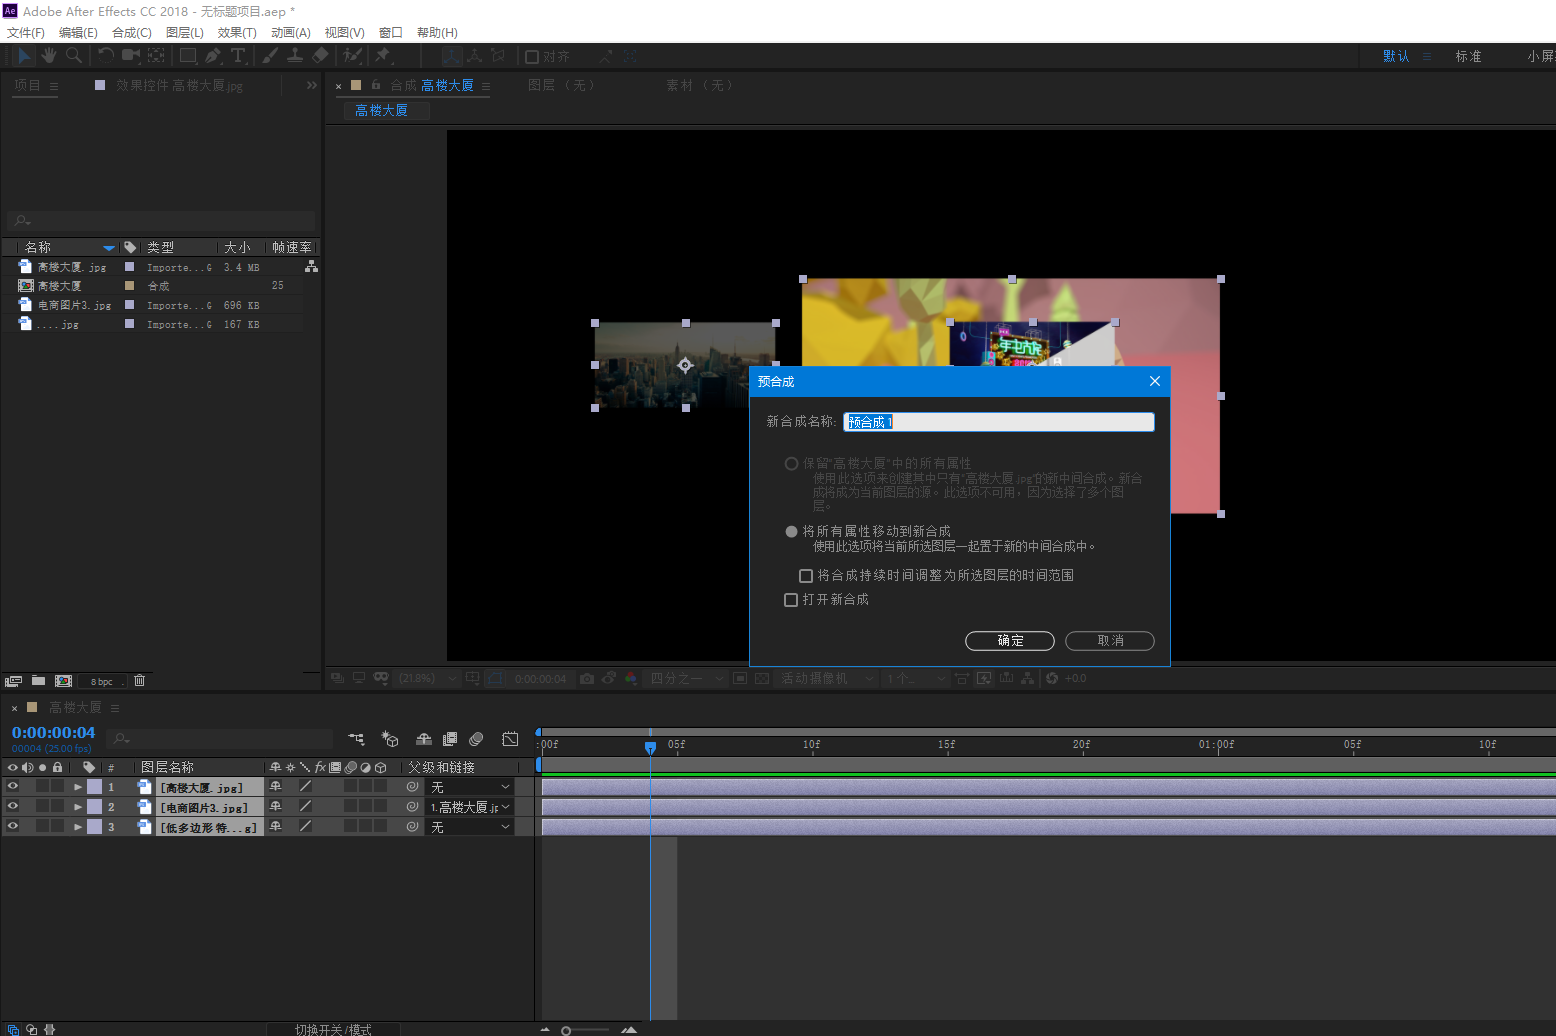 Adobe After Effects CC 2018 - 无标题项目.aep *
文件(F) 编辑(E) 合成(C) 图层(L) 效果(T) 动画(A) 视图(V) 窗口 帮助(H)
对齐 默认 标准 小屏
项目 效果控件 高楼大厦.jpg
合成 高楼大厦 图层 （无） 素材 （无）
高楼大厦
名称 类型 大小 帧速率
高楼大厦.jpg Importe...G 3.4 MB
高楼大厦 合成 25
电商图片3.jpg Importe...G 696 KB
....jpg Importe...G 167 KB
预合成
新合成名称: 预合成 1
保留“高楼大厦”中的所有属性
使用此选项来创建其中只有“高楼大厦.jpg”的新中间合成。新合
成将成为当前图层的源。此选项不可用，因为选择了多个图
层。
将所有属性移动到新合成
使用此选项将当前所选图层一起置于新的中间合成中。
将合成持续时间调整为所选图层的时间范围
打开新合成
确定 取消
8 bpc
(21.8%) 0:00:00:04 四分之一 活动摄像机 1 个... +0.0
高楼大厦
0:00:00:04
00004 (25.00 fps)
:00f 05f 10f 15f 20f 01:00f 05f 10f
# 图层名称 fx 父级和链接
1 [高楼大厦.jpg] 无
2 [电商图片3.jpg] 1.高楼大厦.jp
3 [低多边形 特...g] 无
切换开关/模式